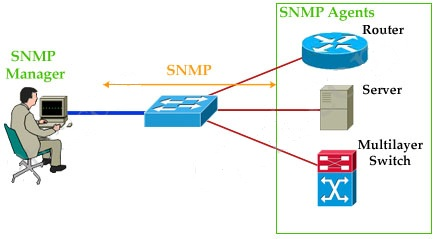 SNMP Agents
Router
SNMP
Manager
SNMP
Server
Multilayer
Switch